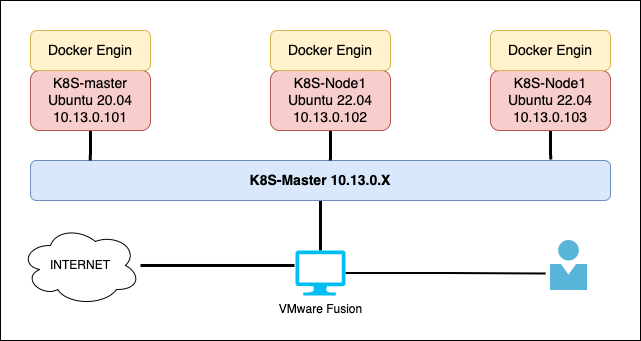 Docker Engin
K8S-master
Ubuntu 20.04
10.13.0.101
Docker Engin
K8S-Node1
Ubuntu 22.04
10.13.0.102
Docker Engin
K8S-Node1
Ubuntu 22.04
10.13.0.103
K8S-Master 10.13.0.X
INTERNET
VMware Fusion